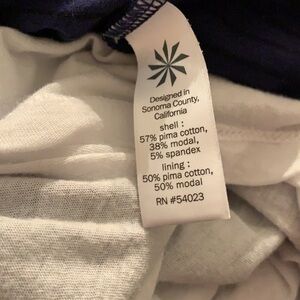 Designed in
Sonoma County,
California
shell :
57% pima cotton,
38% modal,
5% spandex
lining :
50% pima cotton,
50% modal
RN #54023